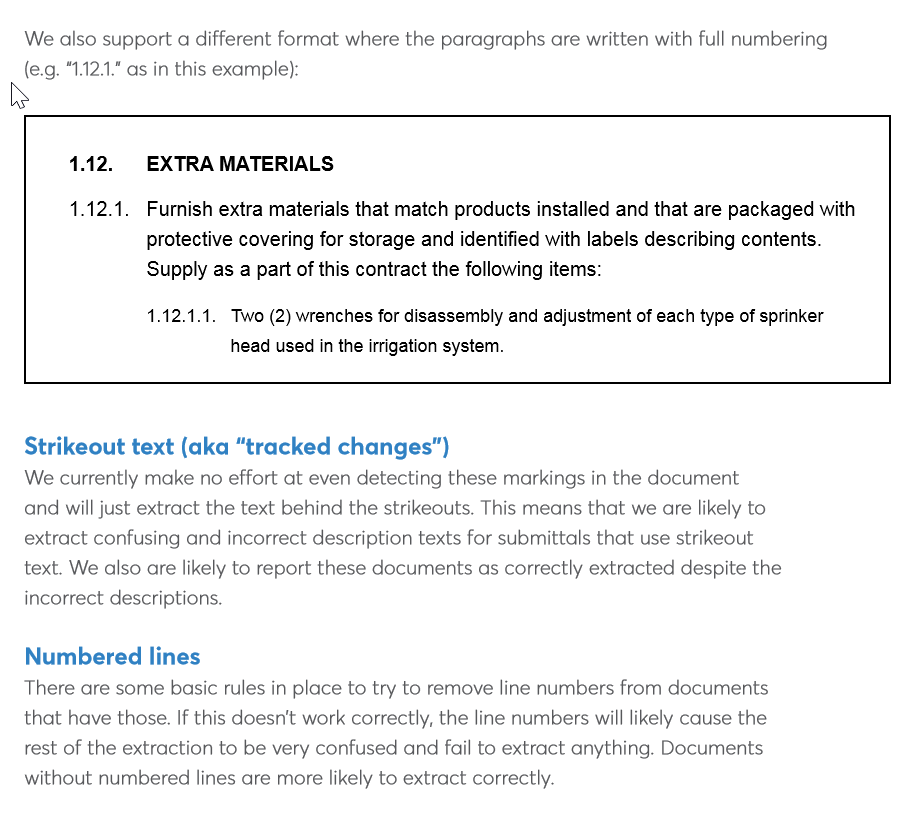 We also support a different format where the paragraphs are written with full numbering
(e.g. “1.12.1.” as in this example):
1.12. EXTRA MATERIALS
1.12.1. Furnish extra materials that match products installed and that are packaged with
protective covering for storage and identified with labels describing contents.
Supply as a part of this contract the following items:
1.12.1.1. Two (2) wrenches for disassembly and adjustment of each type of sprinker
head used in the irrigation system.
Strikeout text (aka “tracked changes”)
We currently make no effort at even detecting these markings in the document
and will just extract the text behind the strikeouts. This means that we are likely to
extract confusing and incorrect description texts for submittals that use strikeout
text. We also are likely to report these documents as correctly extracted despite the
incorrect descriptions.
Numbered lines
There are some basic rules in place to try to remove line numbers from documents
that have those. If this doesn’t work correctly, the line numbers will likely cause the
rest of the extraction to be very confused and fail to extract anything. Documents
without numbered lines are more likely to extract correctly.